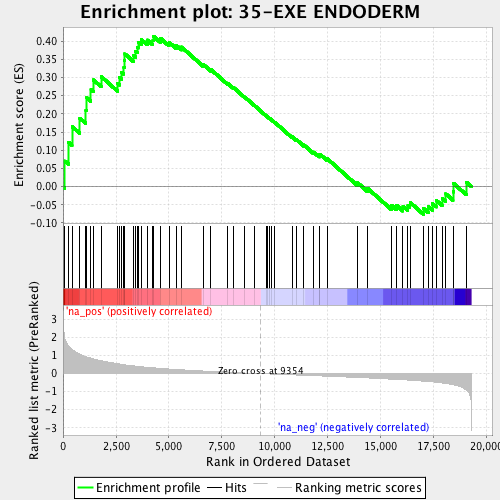 Enrichment plot: 35-EXE ENDODERM
Enrichment score (ES)
0.40
0.35
0.30
0.25
0.20
0.15
0.10
0.05
0.00
-0.05
-0.10
'na_pos' (positively correlated)
Ranked list metric (PreRanked)
3
2
1
0
-1
-2
-3
Zero cross at 9354
'na_neg' (negatively correlated)
0
2,500
5,000
7,500
10,000
12,500
15,000
17,500
20,000
Rank in Ordered Dataset
Enrichment profile
Hits
Ranking metric scores